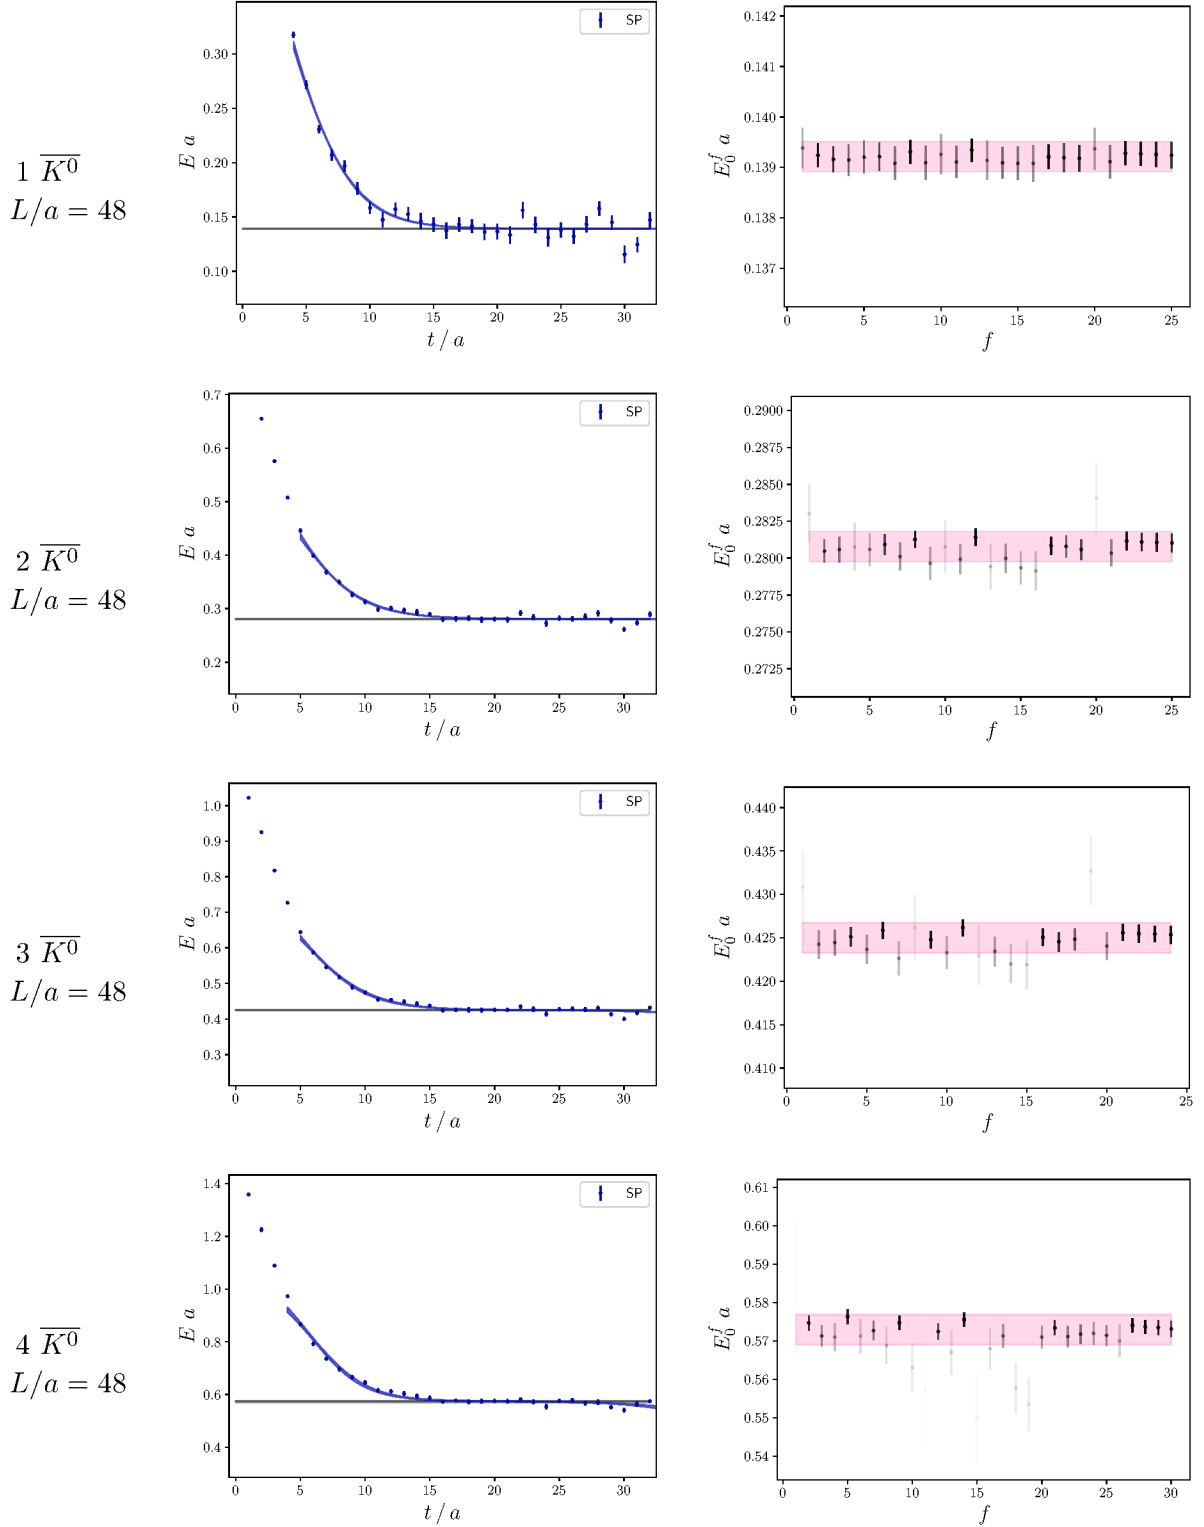 1 $\overline{K^0}$
L/a = 48
E a
0.30
0.25
0.20
0.15
0.10
SP
0 5 10 15 20 25 30
t / a
E_0^f a
0.142
0.141
0.140
0.139
0.138
0.137
0 5 10 15 20 25
f
2 $\overline{K^0}$
L/a = 48
E a
0.7
0.6
0.5
0.4
0.3
0.2
SP
0 5 10 15 20 25 30
t / a
E_0^f a
0.2900
0.2875
0.2850
0.2825
0.2800
0.2775
0.2750
0.2725
0 5 10 15 20 25
f
3 $\overline{K^0}$
L/a = 48
E a
1.0
0.9
0.8
0.7
0.6
0.5
0.4
0.3
SP
0 5 10 15 20 25 30
t / a
E_0^f a
0.440
0.435
0.430
0.425
0.420
0.415
0.410
0 5 10 15 20 25
f
4 $\overline{K^0}$
L/a = 48
E a
1.4
1.2
1.0
0.8
0.6
0.4
SP
0 5 10 15 20 25 30
t / a
E_0^f a
0.61
0.60
0.59
0.58
0.57
0.56
0.55
0.54
0 5 10 15 20 25 30
f